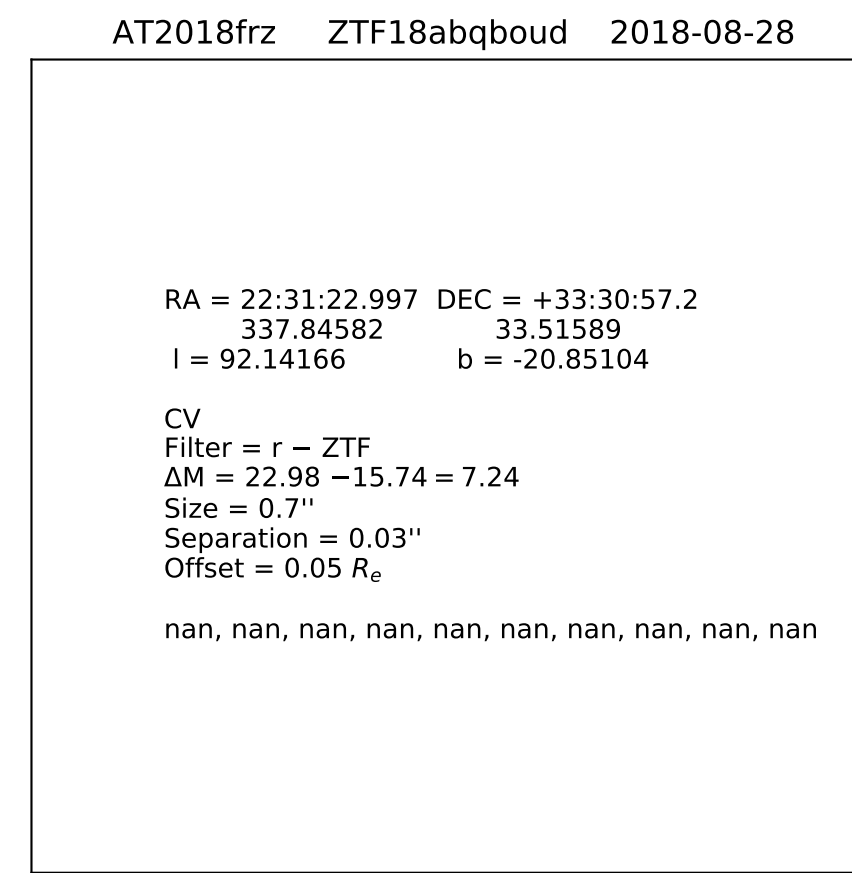 AT2018frz ZTF18abqboud 2018-08-28
RA = 22:31:22.997 DEC = +33:30:57.2
337.84582 33.51589
l = 92.14166 b = -20.85104
CV
Filter = r − ZTF
ΔM = 22.98 −15.74 = 7.24
Size = 0.7''
Separation = 0.03''
Offset = 0.05 Re
nan, nan, nan, nan, nan, nan, nan, nan, nan, nan